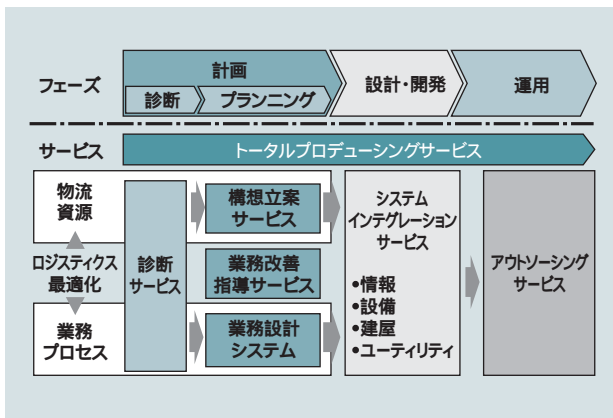 フェーズ
計画
診断
プランニング
設計・開発
運用
サービス
トータルプロデューシングサービス
物流
資源
ロジスティクス
最適化
業務
プロセス
診断
サービス
構想立案
サービス
業務改善
指導サービス
業務設計
システム
システム
インテグレーション
サービス
•情報
•設備
•建屋
•ユーティリティ
アウトソーシング
サービス